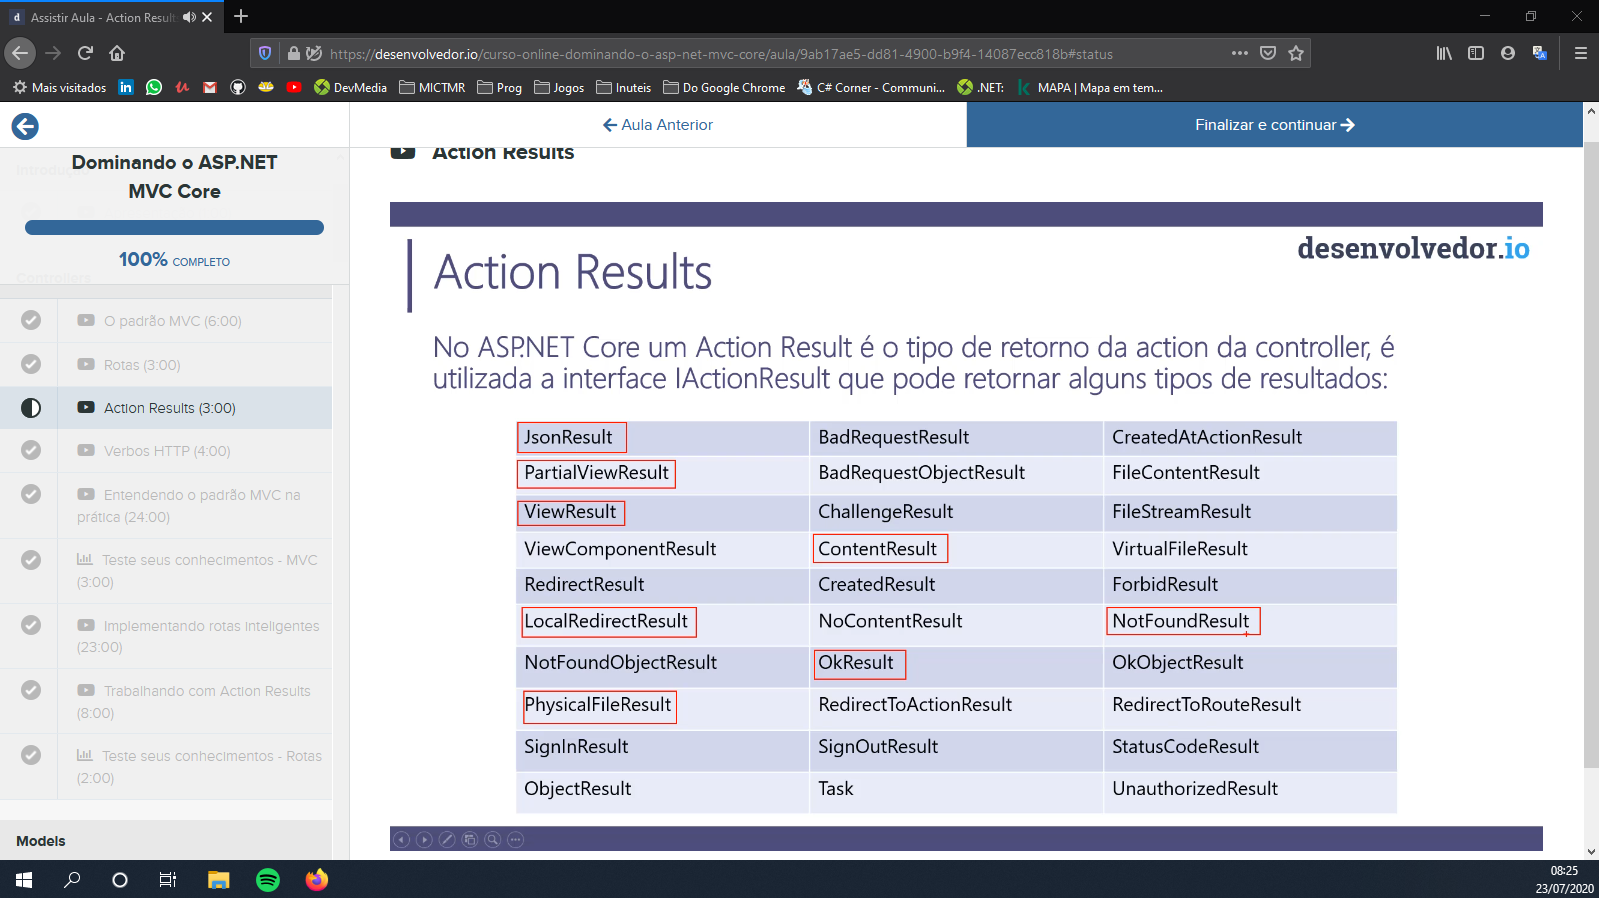 Assistir Aula - Action Result
https://desenvolvedor.io/curso-online-dominando-o-asp-net-mvc-core/aula/9ab17ae5-dd81-4900-b9f4-14087ecc818b#status
Mais visitados DevMedia MICTMR Prog Jogos Inuteis Do Google Chrome C# Corner - Communi... .NET: MAPA | Mapa em tem...
Aula Anterior
Finalizar e continuar
Dominando o ASP.NET
MVC Core
100% COMPLETO
Controllers
O padrão MVC (6:00)
Rotas (3:00)
Action Results (3:00)
Verbos HTTP (4:00)
Entendendo o padrão MVC na
prática (24:00)
Teste seus conhecimentos - MVC
(3:00)
Implementando rotas inteligentes
(23:00)
Trabalhando com Action Results
(8:00)
Teste seus conhecimentos - Rotas
(2:00)
Models
Action Results
desenvolvedor.io
Action Results
No ASP.NET Core um Action Result é o tipo de retorno da action da controller, é
utilizada a interface IActionResult que pode retornar alguns tipos de resultados:
JsonResult BadRequestResult CreatedAtActionResult
PartialViewResult BadRequestObjectResult FileContentResult
ViewResult ChallengeResult FileStreamResult
ViewComponentResult ContentResult VirtualFileResult
RedirectResult CreatedResult ForbidResult
LocalRedirectResult NoContentResult NotFoundResult
NotFoundObjectResult OkResult OkObjectResult
PhysicalFileResult RedirectToActionResult RedirectToRouteResult
SignInResult SignOutResult StatusCodeResult
ObjectResult Task UnauthorizedResult
08:25
23/07/2020